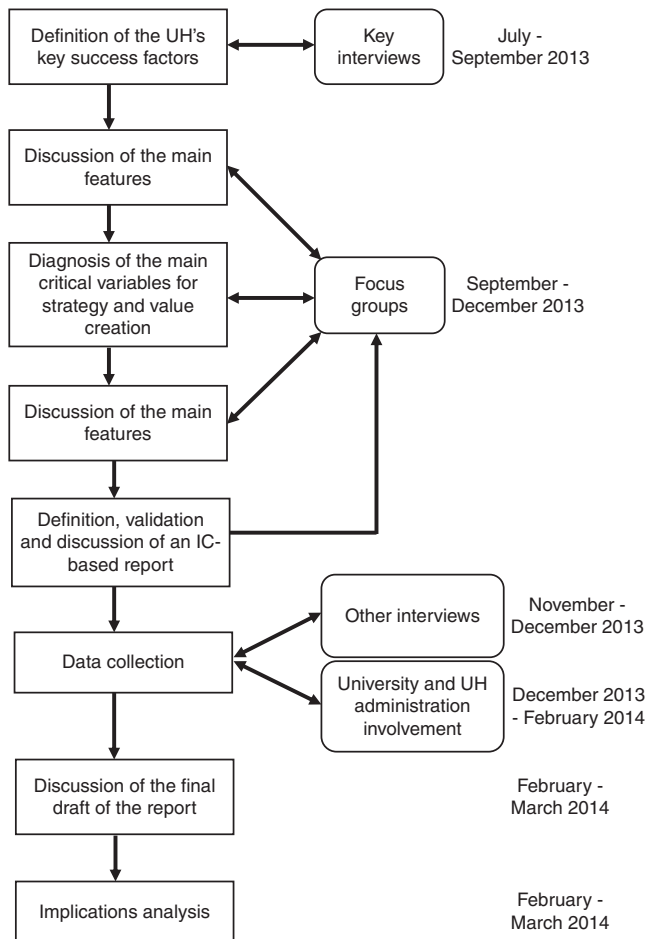 Definition of the UH's
key success factors
Key
interviews
July -
September 2013
Discussion of the main
features
Diagnosis of the main
critical variables for
strategy and value
creation
Focus
groups
September -
December 2013
Discussion of the main
features
Definition, validation
and discussion of an IC-
based report
Data collection
Other interviews
November -
December 2013
University and UH
administration
involvement
December 2013
- February 2014
Discussion of the final
draft of the report
February -
March 2014
Implications analysis
February -
March 2014